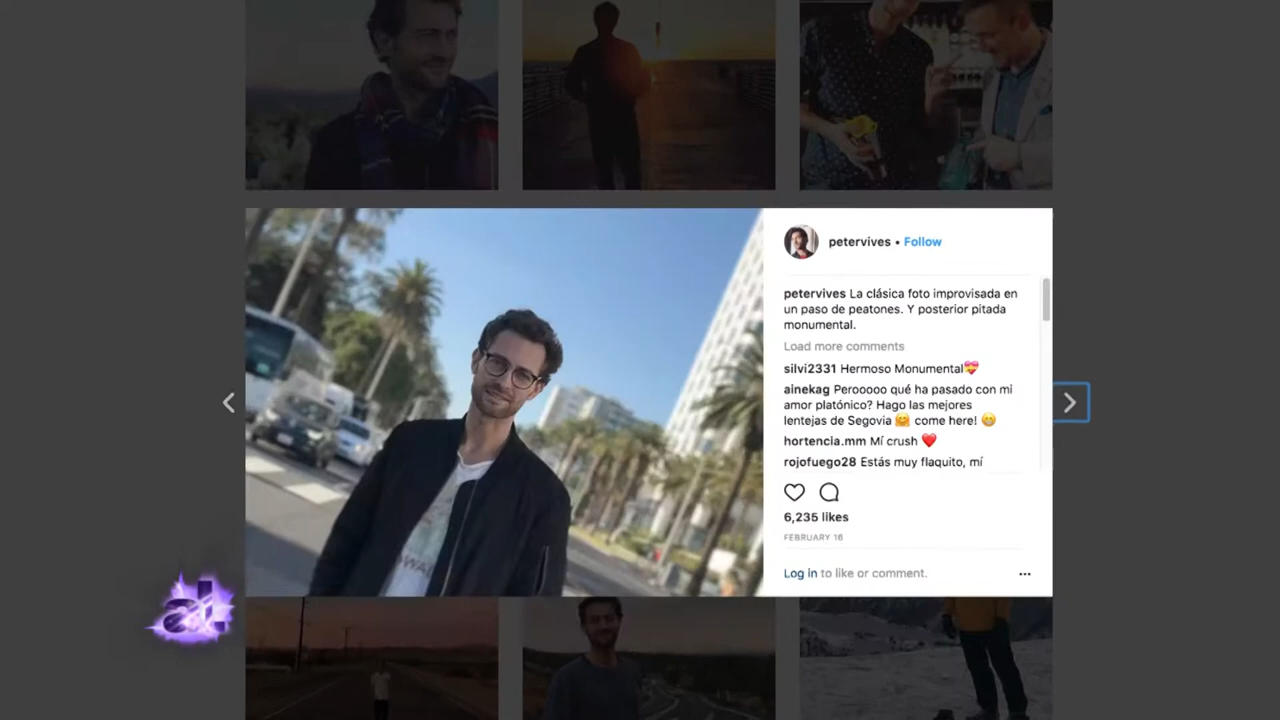 petervives • Follow
petervives La clásica foto improvisada en
un paso de peatones. Y posterior pitada
monumental.
Load more comments
silvi2331 Hermoso Monumental💝
ainekag Perooooo qué ha pasado con mi
amor platónico? Hago las mejores
lentejas de Segovia 🤗 come here! 😁
hortencia.mm Mí crush ❤️
rojofuego28 Estás muy flaquito, mí
6,235 likes
FEBRUARY 16
Log in to like or comment.
al